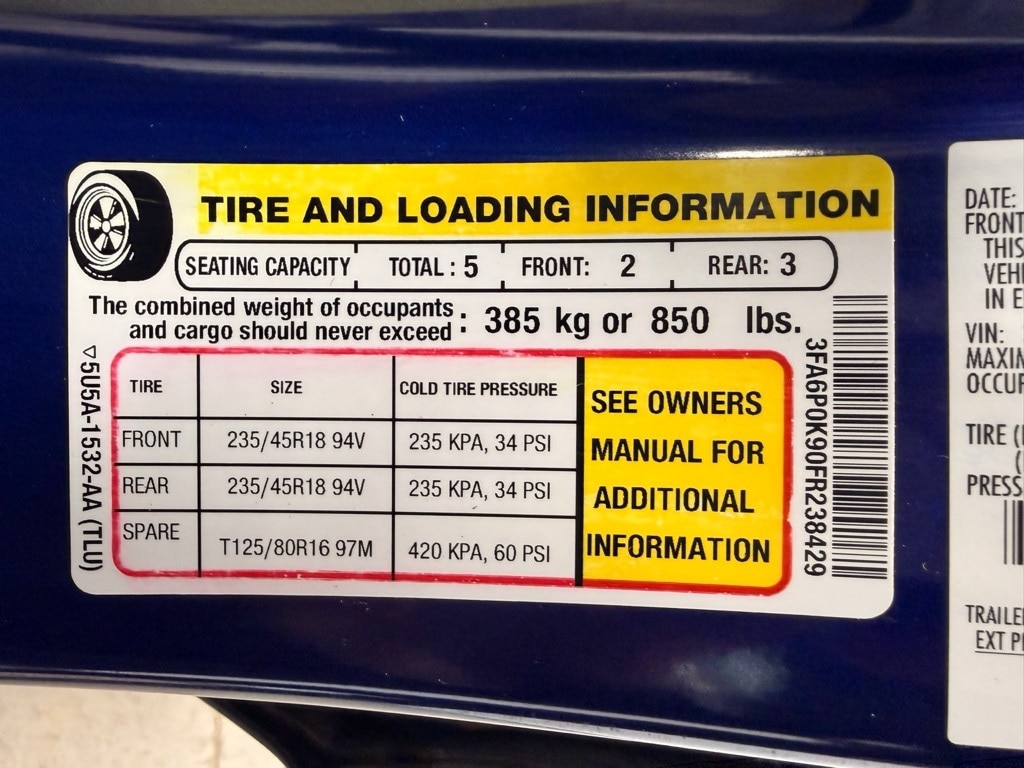 TIRE AND LOADING INFORMATION
SEATING CAPACITY TOTAL : 5 FRONT: 2 REAR: 3
The combined weight of occupants
and cargo should never exceed : 385 kg or 850 lbs.
TIRE SIZE COLD TIRE PRESSURE
FRONT 235/45R18 94V 235 KPA, 34 PSI
REAR 235/45R18 94V 235 KPA, 34 PSI
SPARE T125/80R16 97M 420 KPA, 60 PSI
SEE OWNERS
MANUAL FOR
ADDITIONAL
INFORMATION
5U5A-1532-AA (TLU)
3FA6P0K90FR238429
DATE:
FRONT
THIS
VEHI
IN E
VIN:
MAXIM
OCCUP
TIRE (
(
PRESS
TRAILE
EXT P